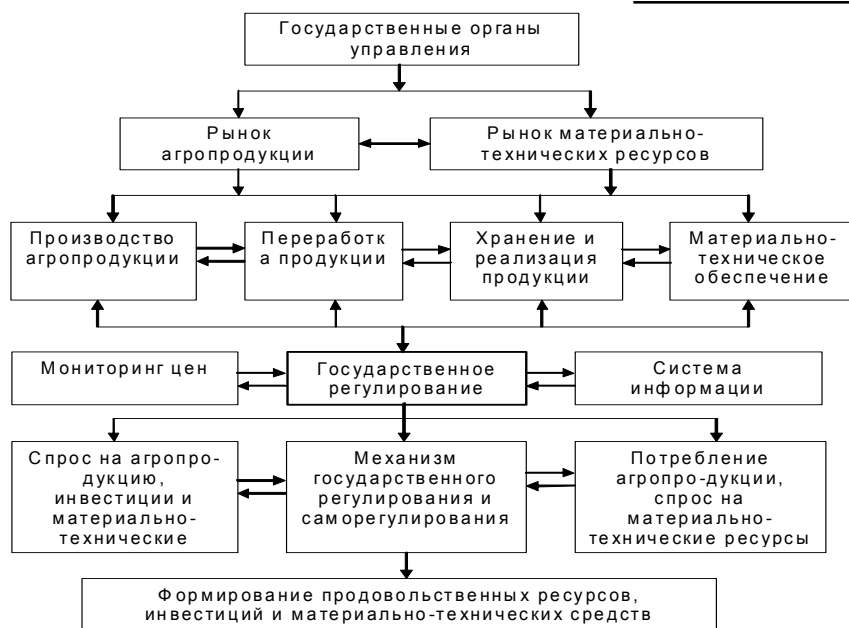 Государственные органы
управления
Рынок
агропродукции
Рынок материально-
технических ресурсов
Производство
агропродукции
Переработк
а продукции
Хранение и
реализация
продукции
Материально-
техническое
обеспечение
Мониторинг цен
Государственное
регулирование
Система
информации
Спрос на агропро-
дукцию,
инвестиции и
материально-
технические
Механизм
государственного
регулирования и
саморегулирования
Потребление
агропро-дукции,
спрос на
материально-
технические ресурсы
Формирование продовольственных ресурсов,
инвестиций и материально-технических средств